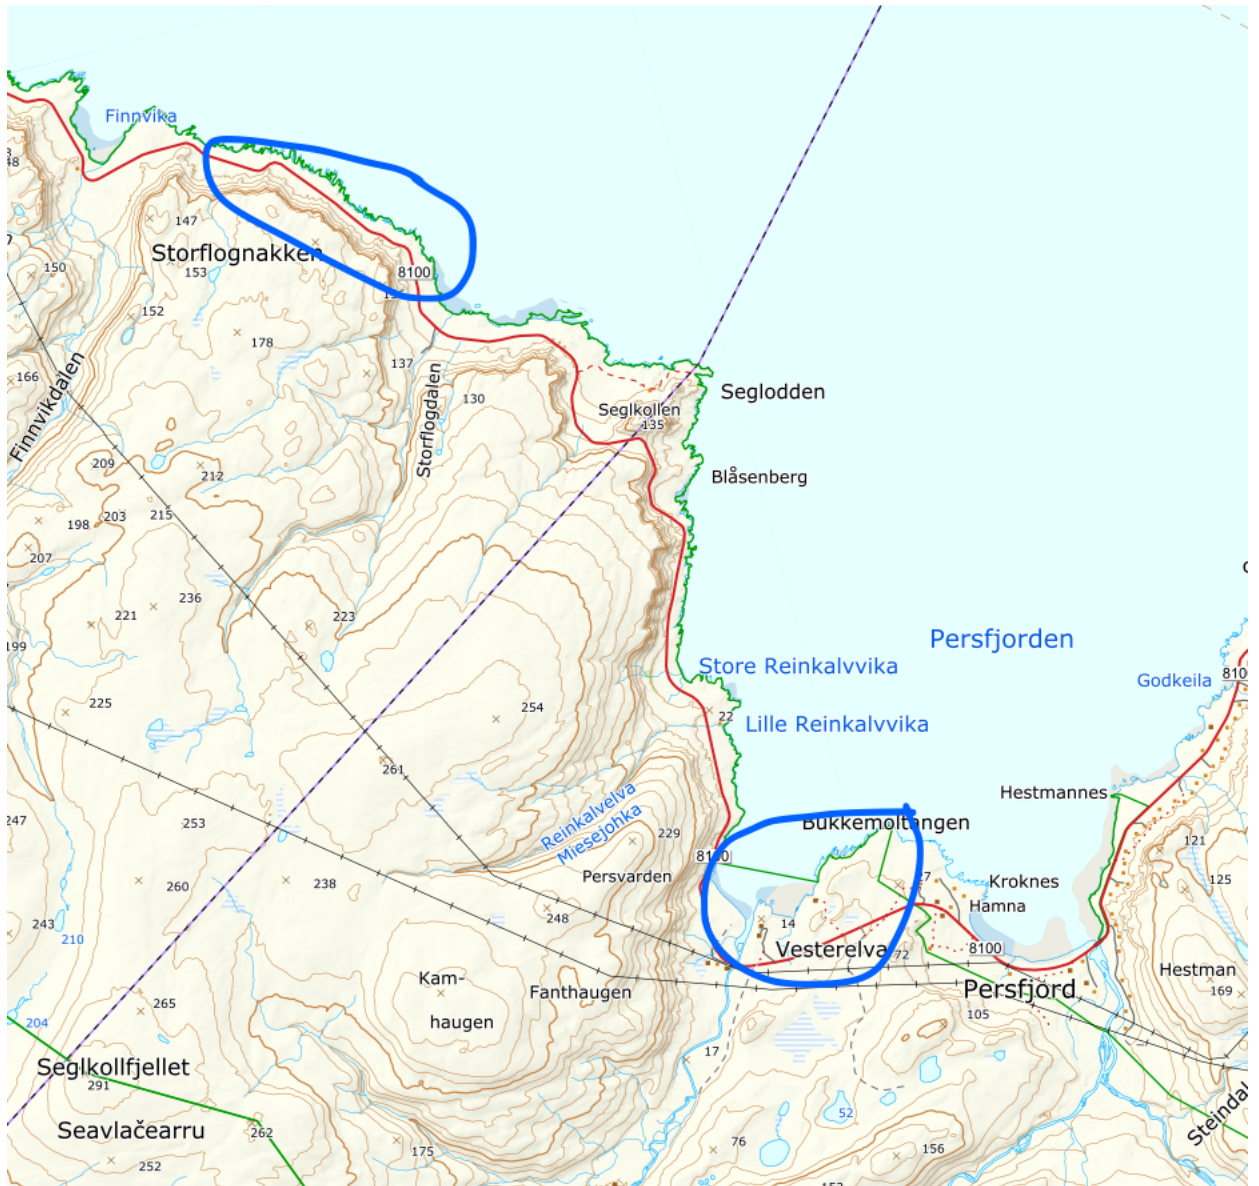 Finnvika
48
147
Storflognakken
153
8100
150
152
178
137
166
130
Seglodden
Seglkollen
135
Finnvikdalen
Storflogdalen
209
212
Blåsenberg
203
215
198
207
236
221
223
Persfjorden
199
Store Reinkalvvika
Godkeila
225
254
22
Lille Reinkalvvika
261
Hestmannes
247
253
Reinkalvelva
Miesejohka
229
Bukkemoltangen
121
8100
Persvarden
125
260
238
Kroknes
243
248
Hamna
210
14
Vesterelva
72
8100
Kam-
haugen
Fanthaugen
Persfjord
Hestman
169
265
105
204
17
Seglkollfjellet
291
52
Seavlačearru
262
Steindal
252
175
76
156